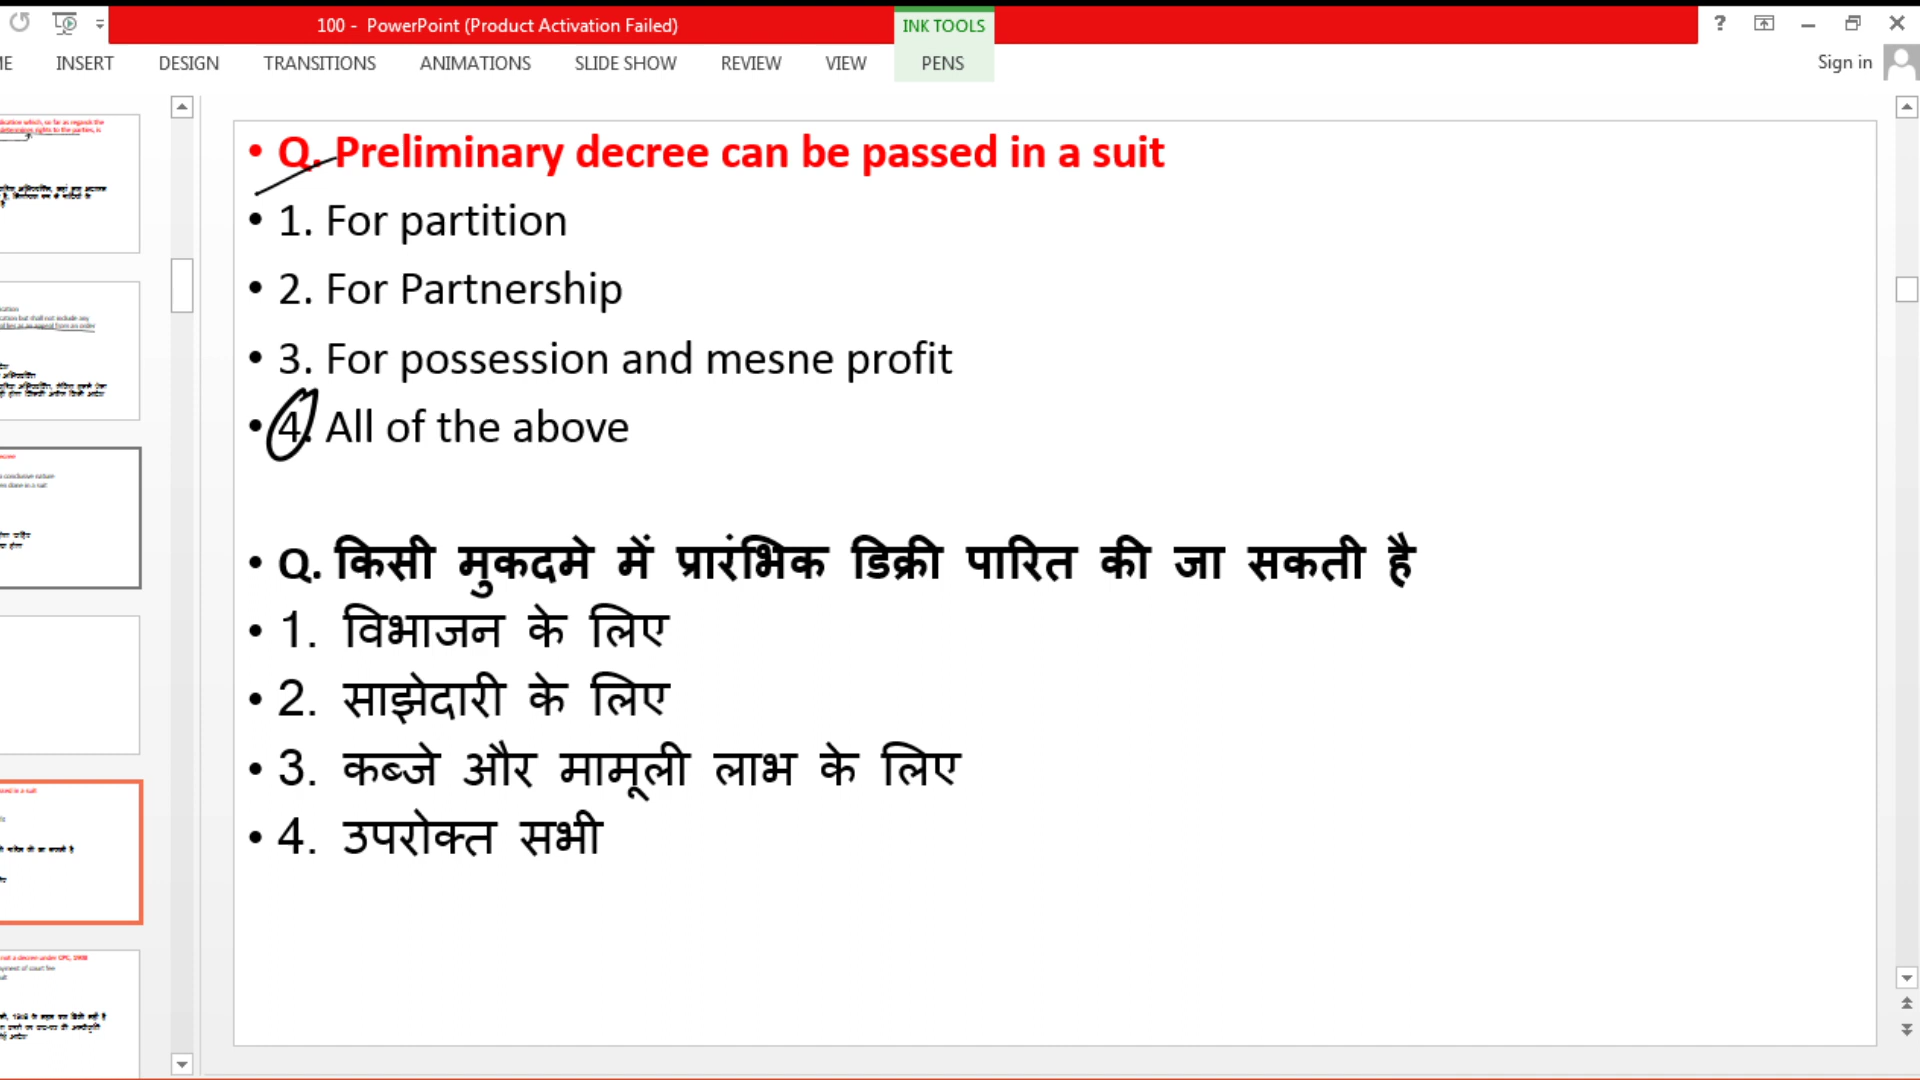 100 - PowerPoint (Product Activation Failed)
INK TOOLS
?
INSERT
DESIGN
TRANSITIONS
ANIMATIONS
SLIDE SHOW
REVIEW
VIEW
PENS
Sign in
• Q. Preliminary decree can be passed in a suit
• 1. For partition
• 2. For Partnership
• 3. For possession and mesne profit
• 4. All of the above
• Q. किसी मुकदमे में प्रारंभिक डिक्री पारित की जा सकती है
• 1. विभाजन के लिए
• 2. साझेदारी के लिए
• 3. कब्जे और मामूली लाभ के लिए
• 4. उपरोक्त सभी